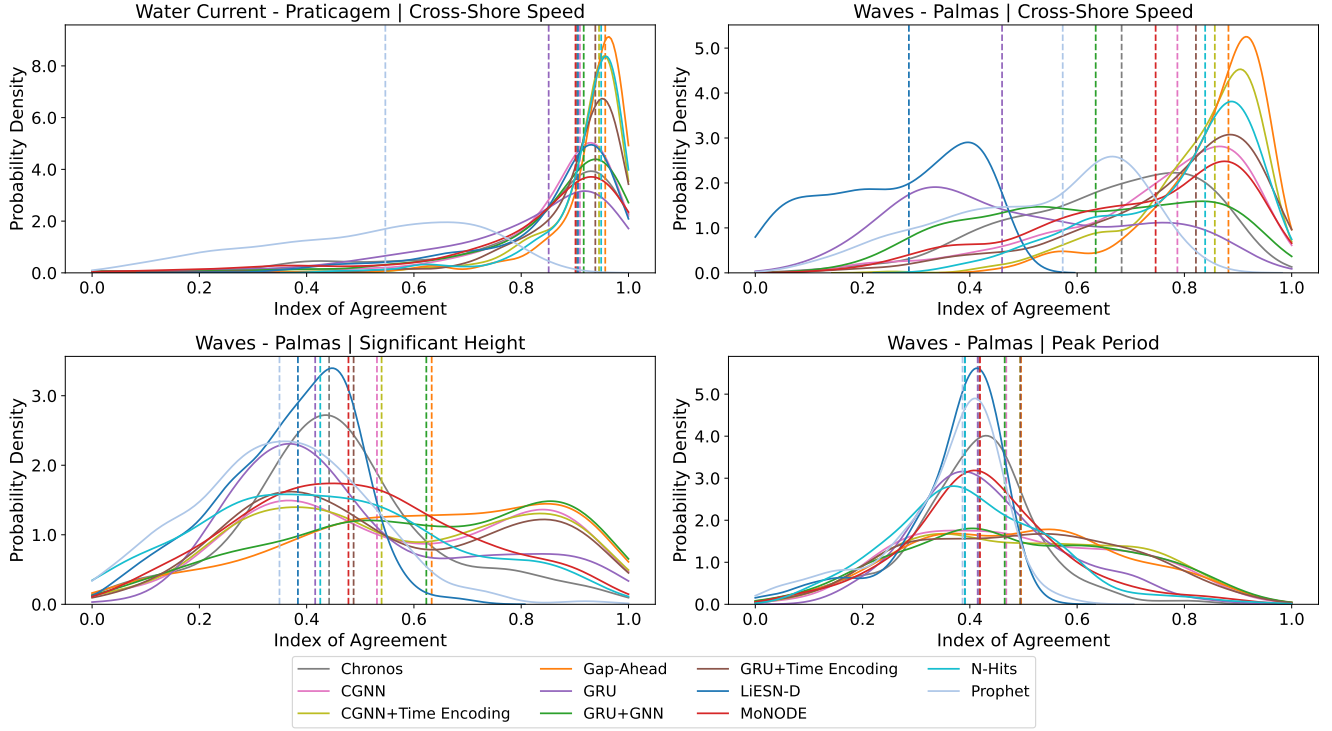 Water Current - Praticagem | Cross-Shore Speed
Probability Density
8.0
6.0
4.0
2.0
0.0
0.0 0.2 0.4 0.6 0.8 1.0
Index of Agreement
Waves - Palmas | Cross-Shore Speed
Probability Density
5.0
4.0
3.0
2.0
1.0
0.0
0.0 0.2 0.4 0.6 0.8 1.0
Index of Agreement
Waves - Palmas | Significant Height
Probability Density
3.0
2.0
1.0
0.0
0.0 0.2 0.4 0.6 0.8 1.0
Index of Agreement
Waves - Palmas | Peak Period
Probability Density
5.0
4.0
3.0
2.0
1.0
0.0
0.0 0.2 0.4 0.6 0.8 1.0
Index of Agreement
Chronos
CGNN
CGNN+Time Encoding
Gap-Ahead
GRU
GRU+GNN
GRU+Time Encoding
LiESN-D
MoNODE
N-Hits
Prophet